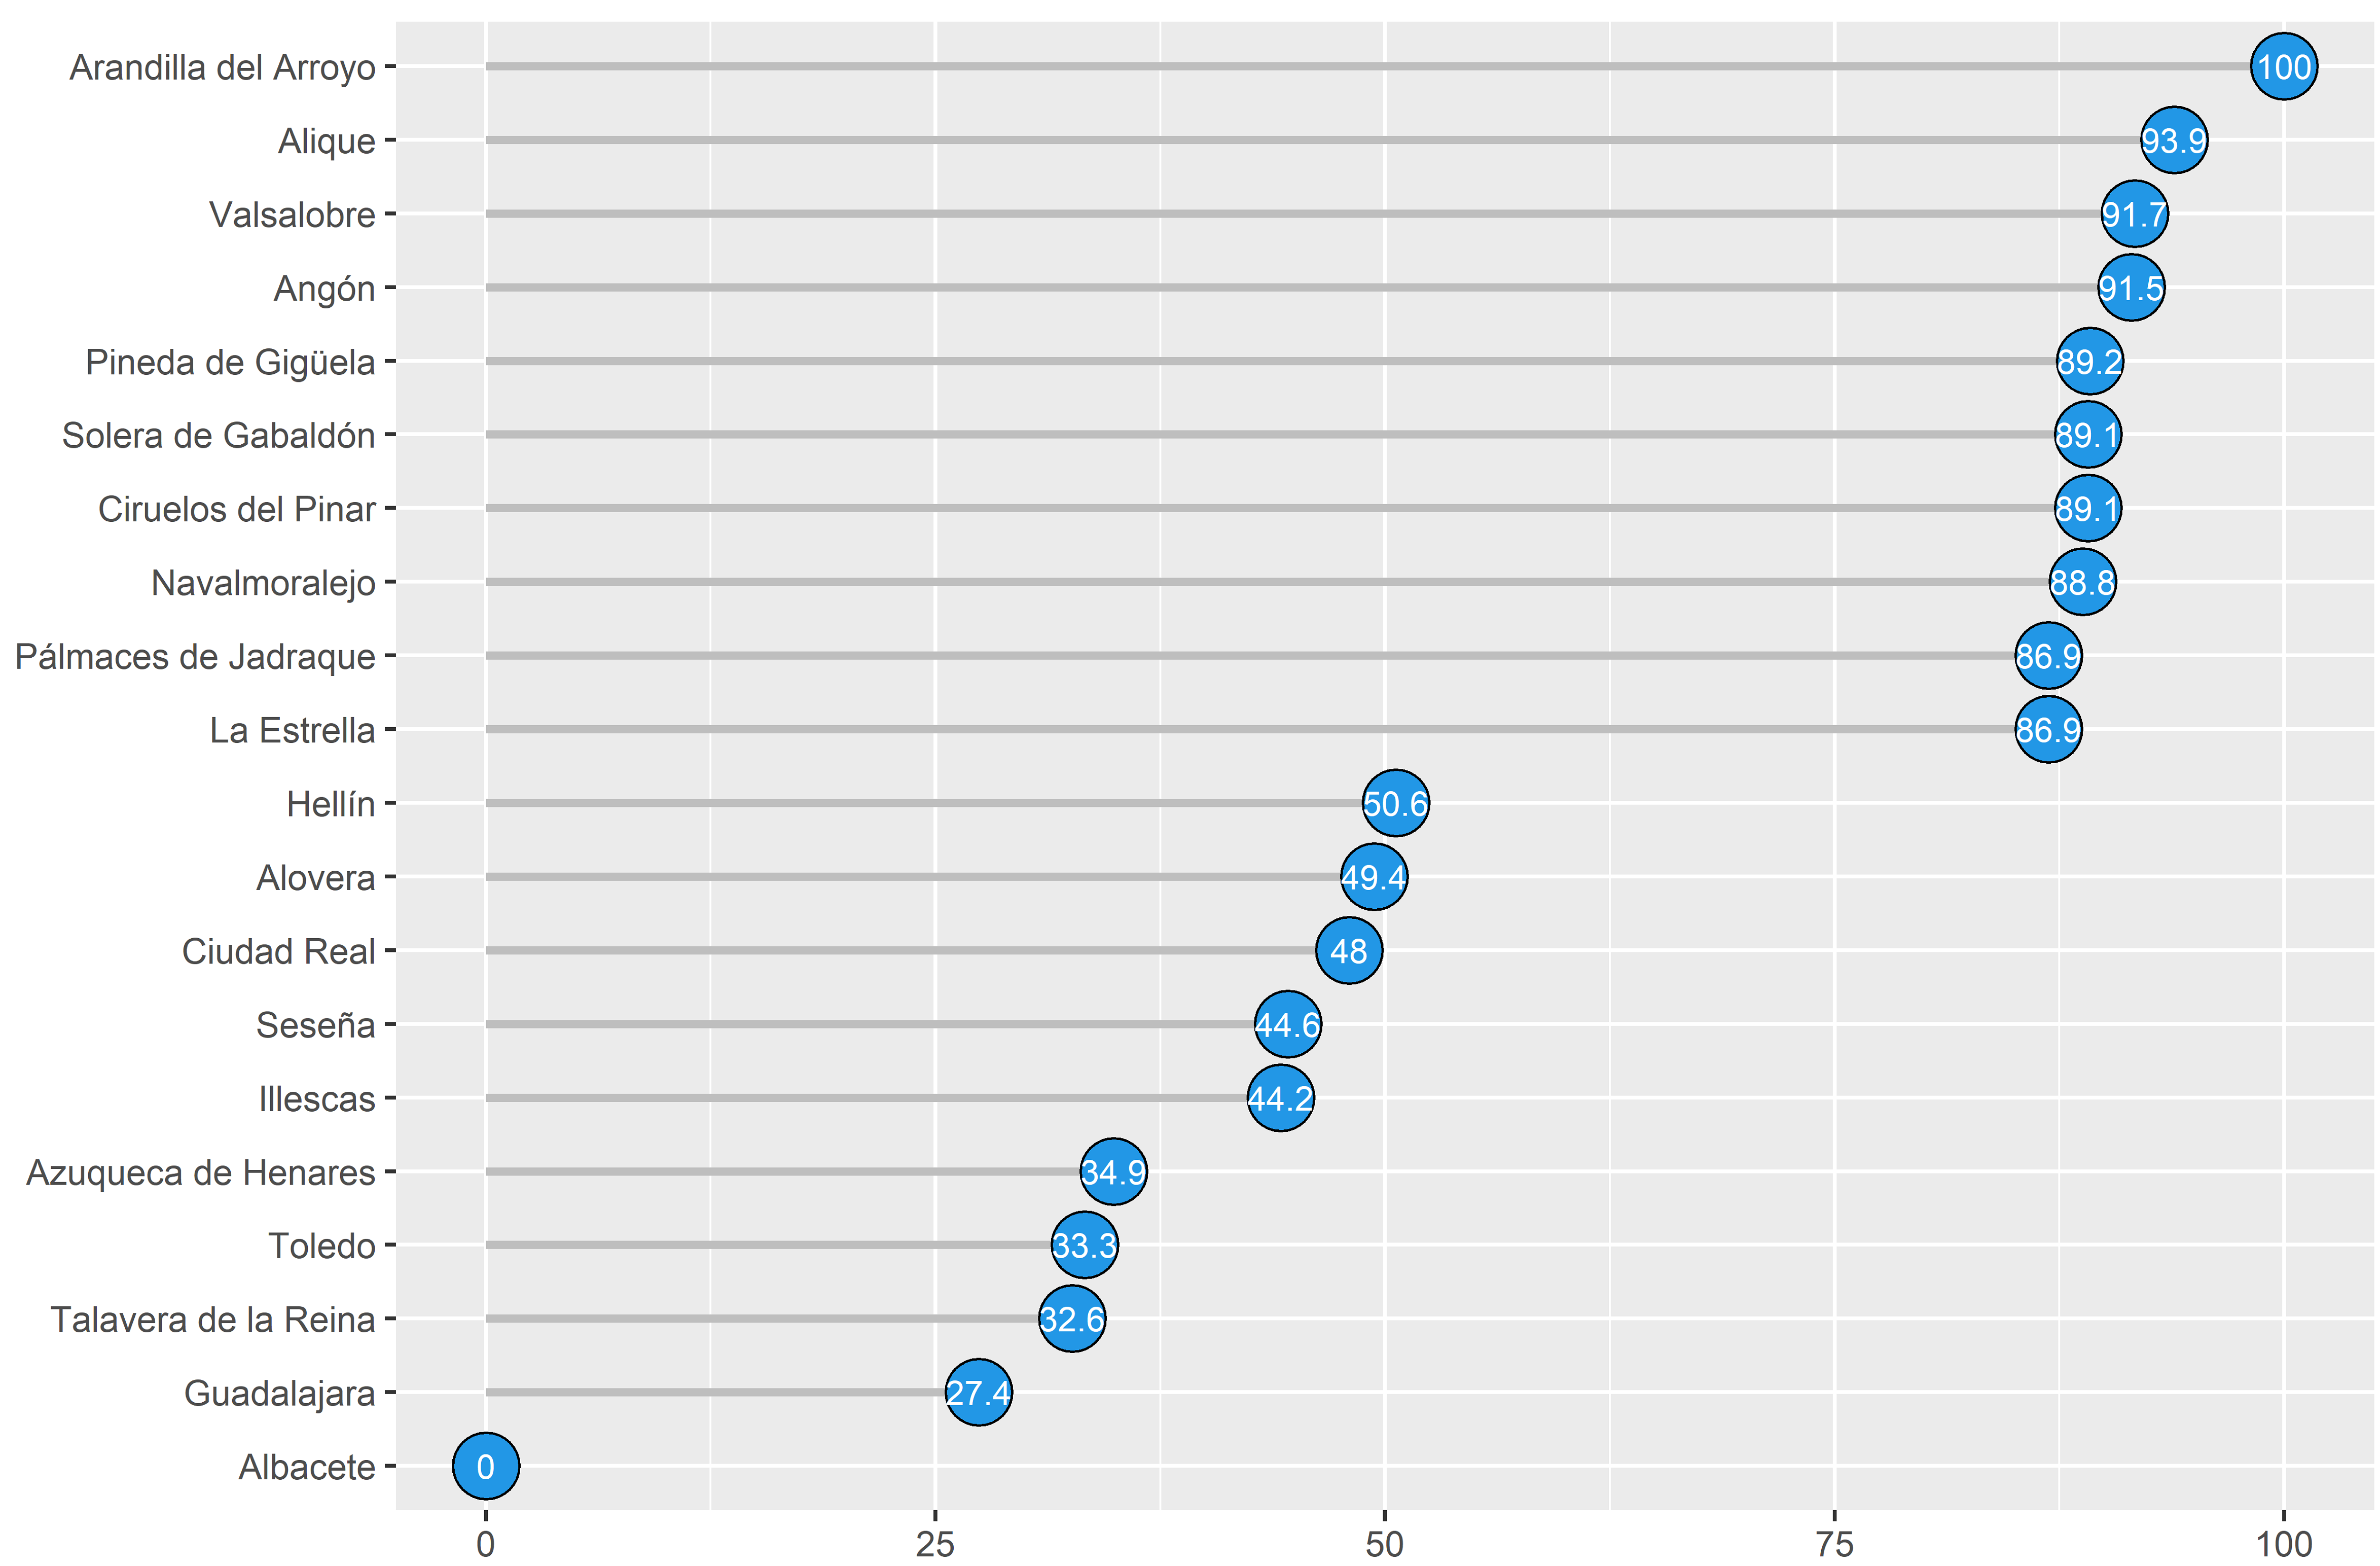 Arandilla del Arroyo 100
Alique 93.9
Valsalobre 91.7
Angón 91.5
Pineda de Gigüela 89.2
Solera de Gabaldón 89.1
Ciruelos del Pinar 89.1
Navalmoralejo 88.8
Pálmaces de Jadraque 86.9
La Estrella 86.9
Hellín 50.6
Alovera 49.4
Ciudad Real 48
Seseña 44.6
Illescas 44.2
Azuqueca de Henares 34.9
Toledo 33.3
Talavera de la Reina 32.6
Guadalajara 27.4
Albacete 0
0 25 50 75 100